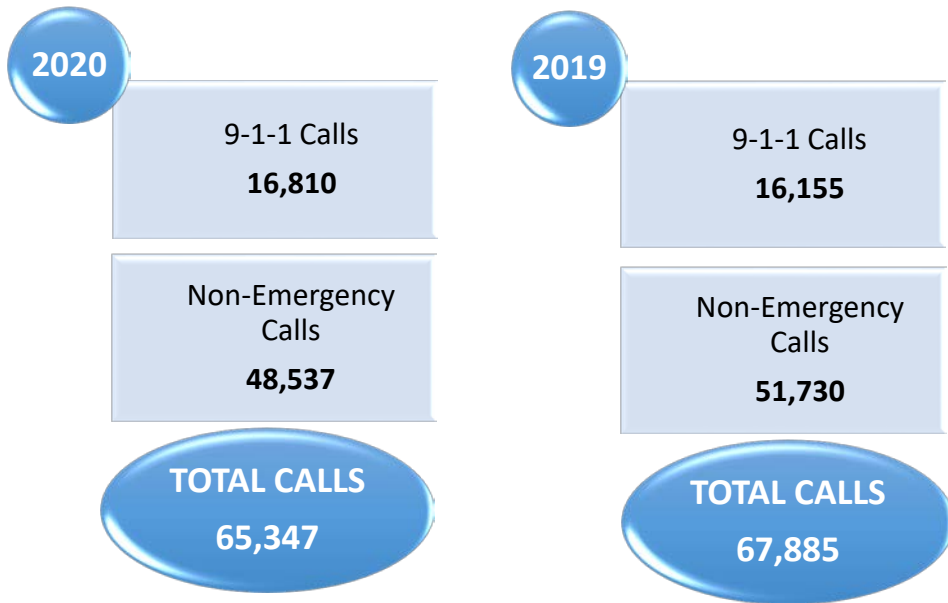 2020
9-1-1 Calls
16,810
Non-Emergency
Calls
48,537
TOTAL CALLS
65,347
2019
9-1-1 Calls
16,155
Non-Emergency
Calls
51,730
TOTAL CALLS
67,885